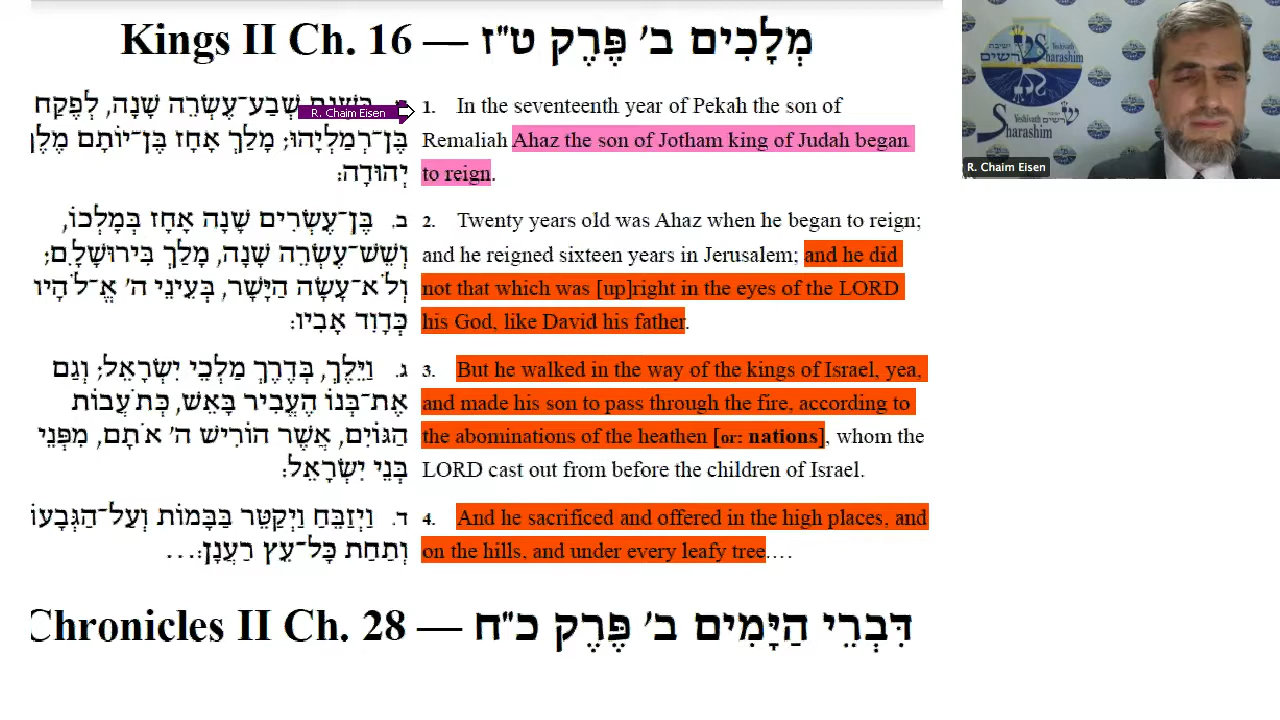 Kings II Ch. 16 — מְלָכִים ב׳ פֶּרֶק ט״ז
שְׁבַע־עֶשְׂרֵה שָׁנָה, לְפֶקַח
בֶּן־רְמַלְיָהוּ; מָלַךְ אָחָז בֶּן־יוֹתָם מֶלֶךְ
יְהוּדָה:
R. Chaim Eisen
1. In the seventeenth year of Pekah the son of
Remaliah Ahaz the son of Jotham king of Judah began
to reign.
ב. בֶּן־עֶשְׂרִים שָׁנָה אָחָז בְּמָלְכוֹ,
וְשֵׁשׁ־עֶשְׂרֵה שָׁנָה, מָלַךְ בִּירוּשָׁלָ͏ִם;
וְלֹא־עָשָׂה הַיָּשָׁר, בְּעֵינֵי ה׳ אֱ־לֹהָיו
כְּדָוִד אָבִיו:
2. Twenty years old was Ahaz when he began to reign;
and he reigned sixteen years in Jerusalem; and he did
not that which was [up]right in the eyes of the LORD
his God, like David his father.
ג. וַיֵּלֶךְ, בְּדֶרֶךְ מַלְכֵי יִשְׂרָאֵל; וְגַם
אֶת־בְּנוֹ הֶעֱבִיר בָּאֵשׁ, כְּתֹעֲבוֹת
הַגּוֹיִם, אֲשֶׁר הוֹרִישׁ ה׳ אֹתָם, מִפְּנֵי
בְּנֵי יִשְׂרָאֵל:
3. But he walked in the way of the kings of Israel, yea,
and made his son to pass through the fire, according to
the abominations of the heathen [or: nations], whom the
LORD cast out from before the children of Israel.
ד. וַיְזַבֵּחַ וַיְקַטֵּר בַּבָּמוֹת וְעַל־הַגְּבָעוֹ
וְתַחַת כָּל־עֵץ רַעֲנָן:...
4. And he sacrificed and offered in the high places, and
on the hills, and under every leafy tree....
Chronicles II Ch. 28 — דִּבְרֵי הַיָּמִים ב׳ פֶּרֶק כ״ח
ישיבת
שרשים
Yeshivath
Sharashim
R. Chaim Eisen